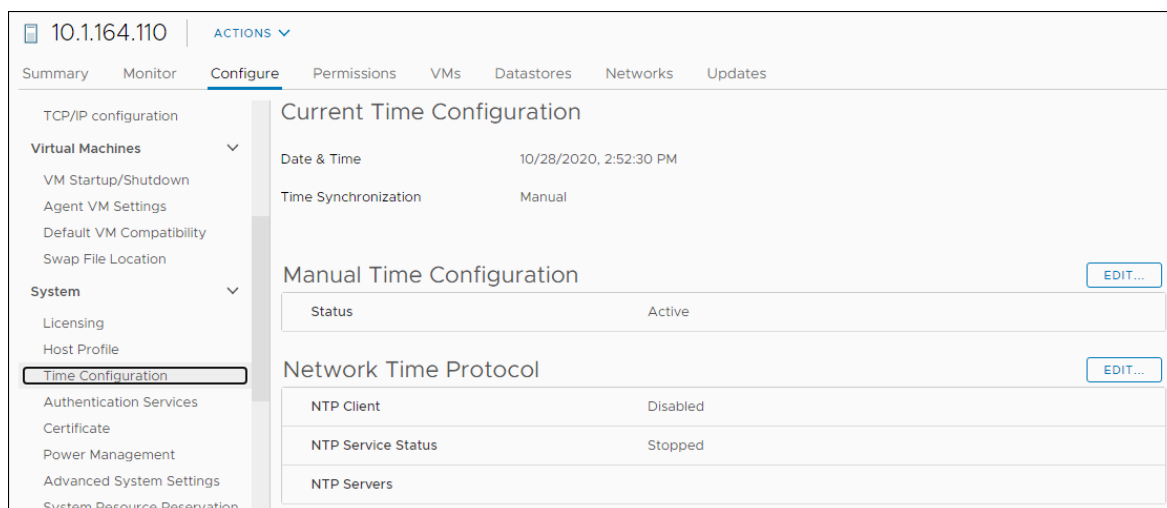 10.1.164.110 ACTIONS
Summary Monitor Configure Permissions VMs Datastores Networks Updates
TCP/IP configuration
Virtual Machines
VM Startup/Shutdown
Agent VM Settings
Default VM Compatibility
Swap File Location
System
Licensing
Host Profile
Time Configuration
Authentication Services
Certificate
Power Management
Advanced System Settings
System Resource Reservation
Current Time Configuration
Date & Time 10/28/2020, 2:52:30 PM
Time Synchronization Manual
Manual Time Configuration EDIT...
Status Active
Network Time Protocol EDIT...
NTP Client Disabled
NTP Service Status Stopped
NTP Servers